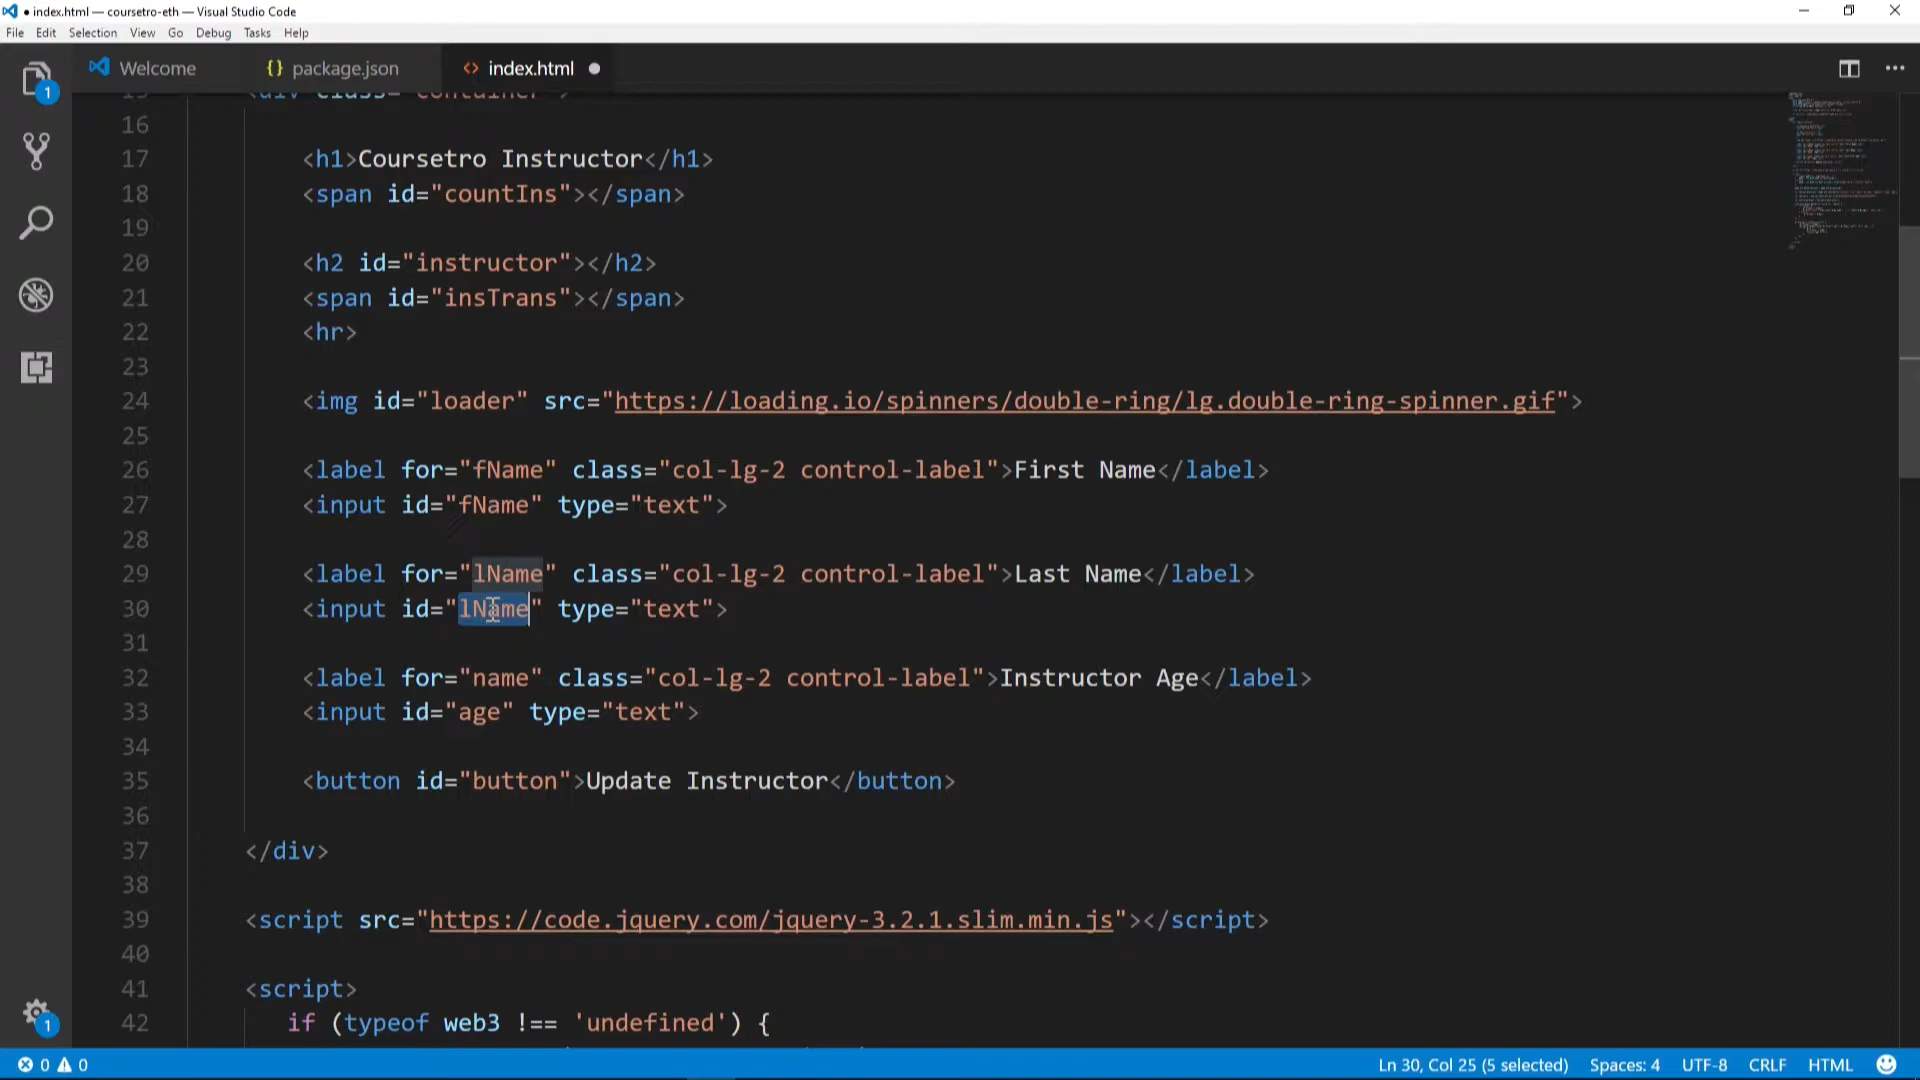 index.html — coursetro-eth — Visual Studio Code
File Edit Selection View Go Debug Tasks Help
Welcome {} package.json <> index.html
1
15 <div class="container">
16
17 <h1>Coursetro Instructor</h1>
18 <span id="countIns"></span>
19
20 <h2 id="instructor"></h2>
21 <span id="insTrans"></span>
22 <hr>
23
24 <img id="loader" src="https://loading.io/spinners/double-ring/lg.double-ring-spinner.gif">
25
26 <label for="fName" class="col-lg-2 control-label">First Name</label>
27 <input id="fName" type="text">
28
29 <label for="lName" class="col-lg-2 control-label">Last Name</label>
30 <input id="lName" type="text">
31
32 <label for="name" class="col-lg-2 control-label">Instructor Age</label>
33 <input id="age" type="text">
34
35 <button id="button">Update Instructor</button>
36
37 </div>
38
39 <script src="https://code.jquery.com/jquery-3.2.1.slim.min.js"></script>
40
41 <script>
42 if (typeof web3 !== 'undefined') {
1
0 0 Ln 30, Col 25 (5 selected) Spaces: 4 UTF-8 CRLF HTML